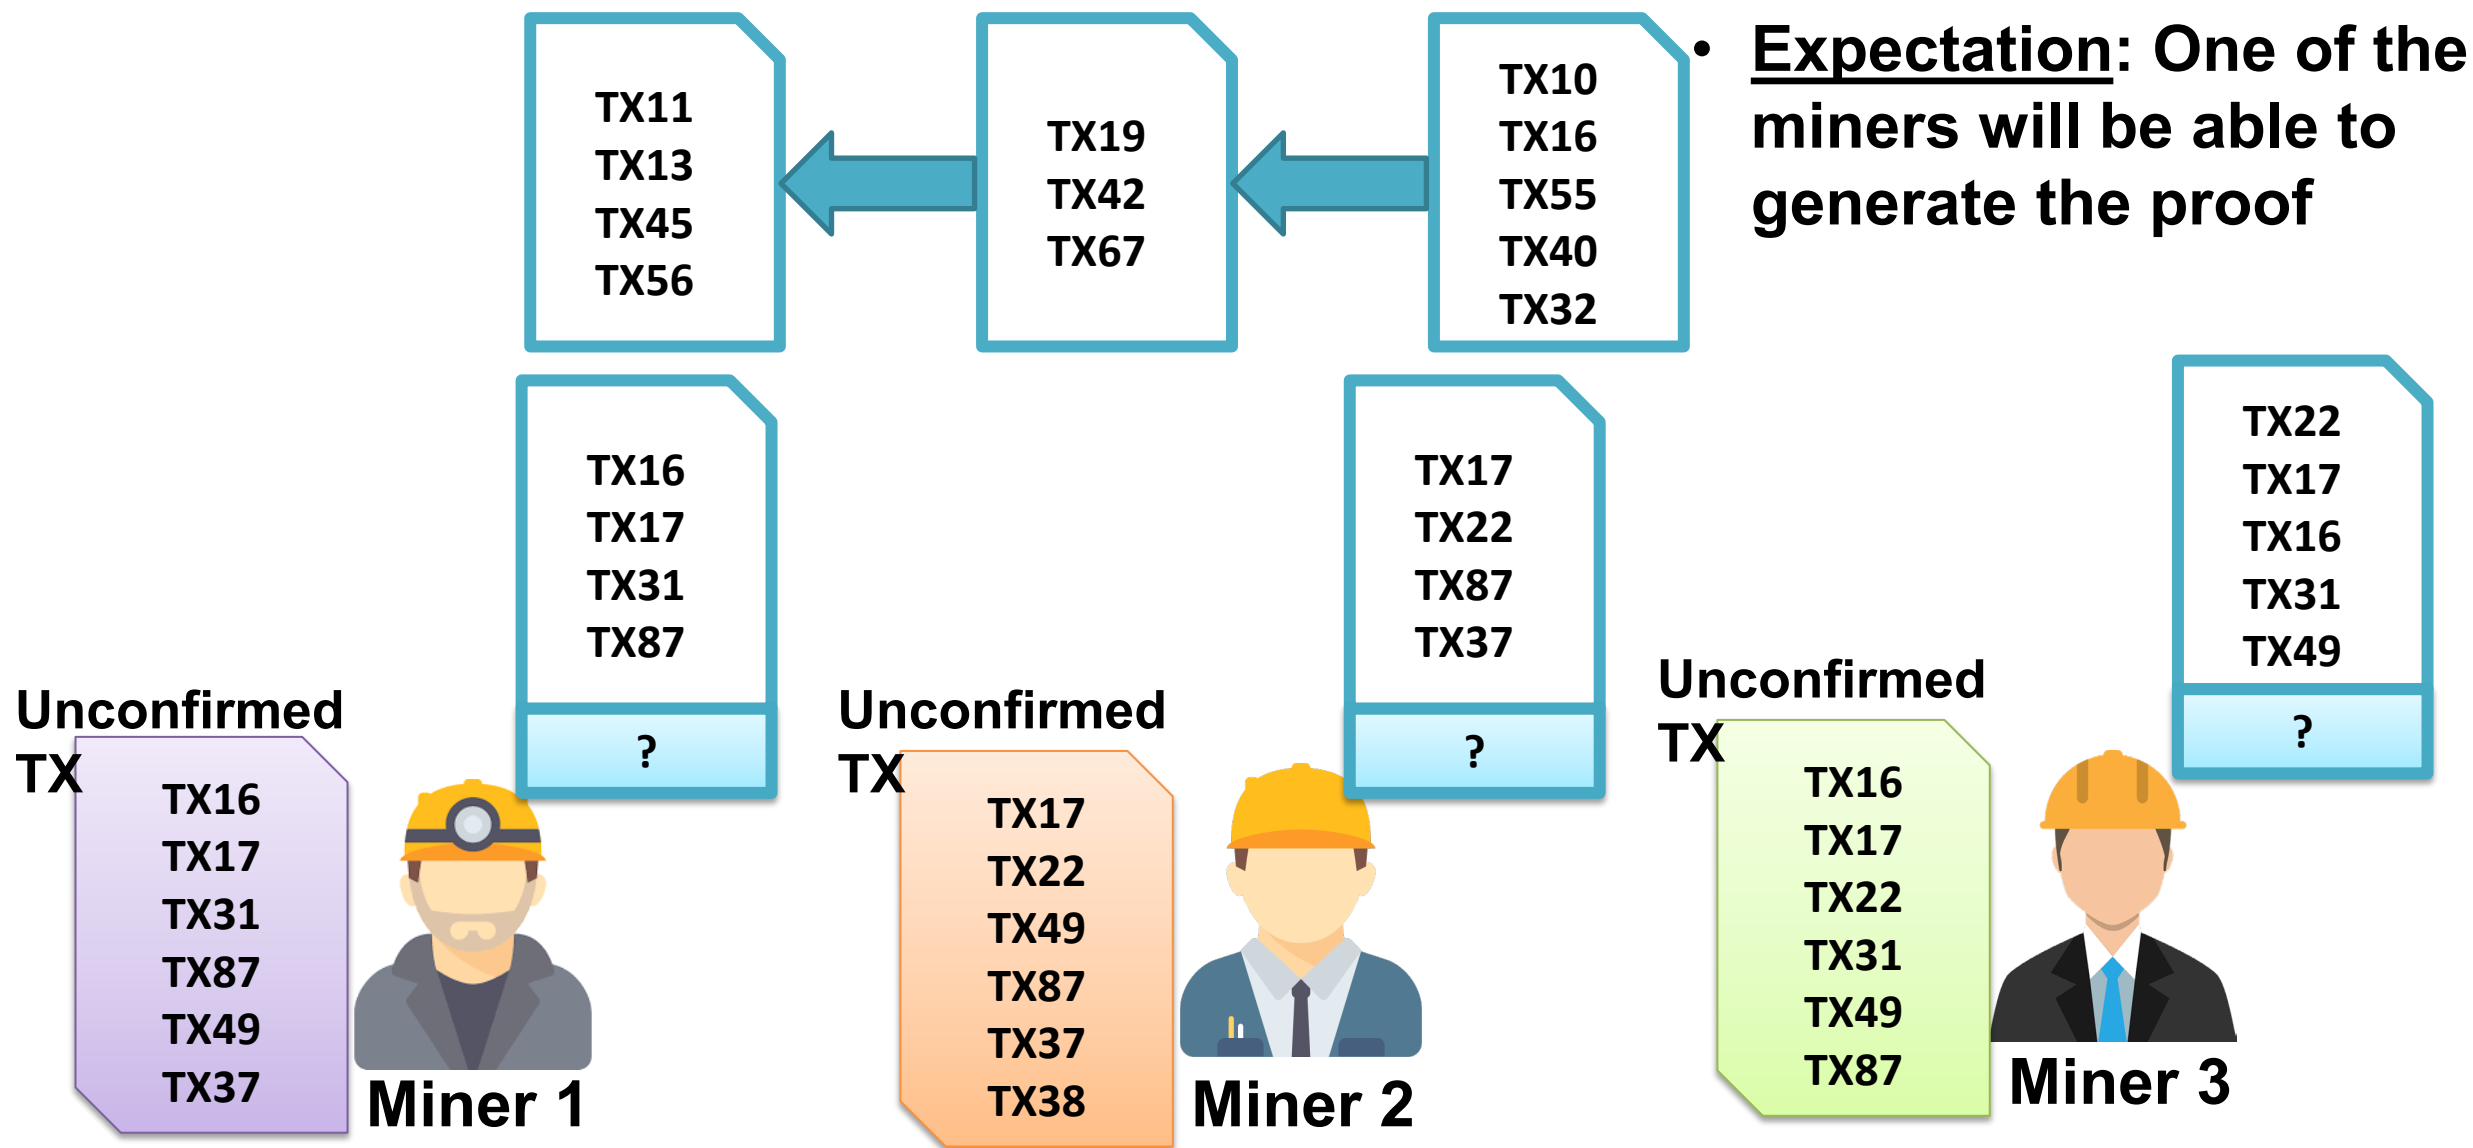 TX11
TX13
TX45
TX56
TX19
TX42
TX67
TX10
TX16
TX55
TX40
TX32
• Expectation: One of the
miners will be able to
generate the proof
TX16
TX17
TX31
TX87
?
Unconfirmed
TX
TX16
TX17
TX31
TX87
TX49
TX37
Miner 1
TX17
TX22
TX87
TX37
?
Unconfirmed
TX
TX17
TX22
TX49
TX87
TX37
TX38
Miner 2
TX22
TX17
TX16
TX31
TX49
?
Unconfirmed
TX
TX16
TX17
TX22
TX31
TX49
TX87
Miner 3